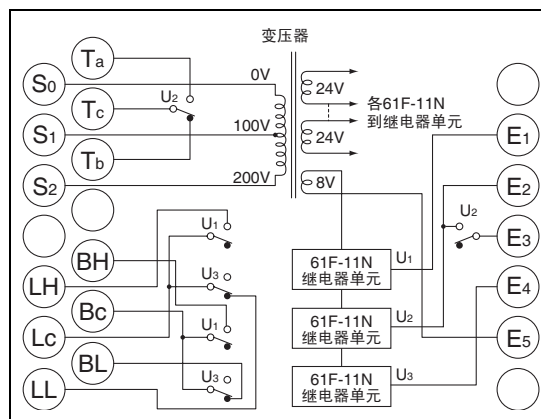 变压器
Ta
S0
0V
24V
Tc
U2
各61F-11N
到继电器单元
S1
100V
24V
E1
Tb
S2
200V
8V
E2
U2
E3
U1
BH
61F-11N
继电器单元
U1
LH
U3
E4
Bc
61F-11N
继电器单元
U2
Lc
U1
E5
BL
U3
61F-11N
继电器单元
U3
LL